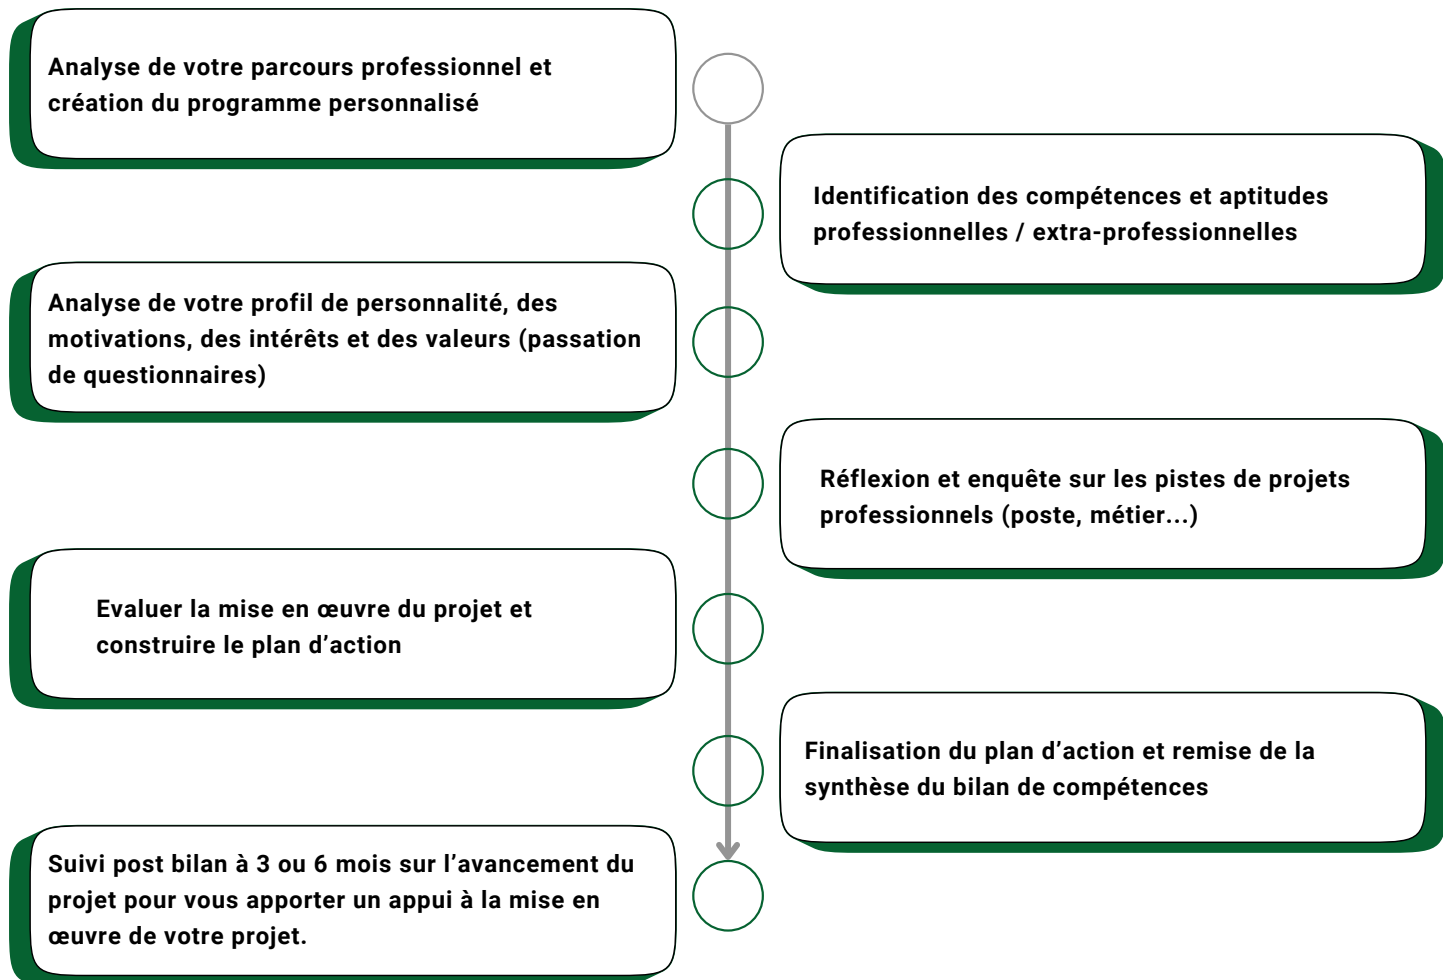 Analyse de votre parcours professionnel et
création du programme personnalisé
Identification des compétences et aptitudes
professionnelles / extra-professionnelles
Analyse de votre profil de personnalité, des
motivations, des intérêts et des valeurs (passation
de questionnaires)
Réflexion et enquête sur les pistes de projets
professionnels (poste, métier...)
Evaluer la mise en œuvre du projet et
construire le plan d’action
Finalisation du plan d’action et remise de la
synthèse du bilan de compétences
Suivi post bilan à 3 ou 6 mois sur l’avancement du
projet pour vous apporter un appui à la mise en
œuvre de votre projet.